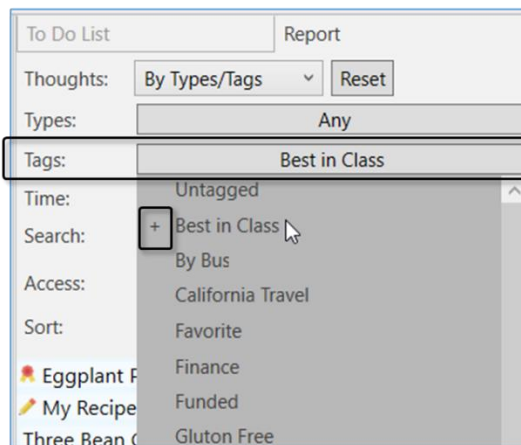 To Do List Report
Thoughts: By Types/Tags Reset
Types: Any
Tags: Best in Class
Untagged
Time:
+ Best in Class
Search:
By Bus
Access:
California Travel
Sort:
Favorite
Finance
Eggplant
Funded
My Recipe
Gluton Free
Three Bean